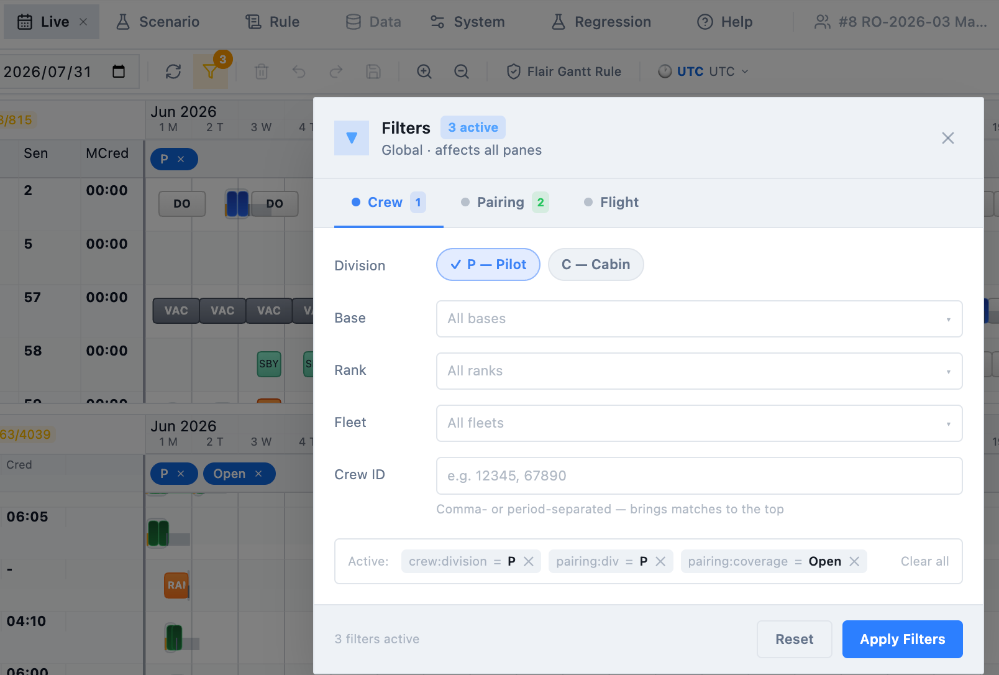 Live × Scenario Rule Data System Regression Help #8 RO-2026-03 Ma...
2026/07/31 3 Flair Gantt Rule UTC UTC
3/815
Jun 2026
1 M 2 T 3 W 4 T
Sen MCred
P ×
2 00:00 DO DO
5 00:00
57 00:00 VAC VAC VAC
58 00:00 SBY
59 00:00
63/4039
Jun 2026
1 M 2 T 3 W 4 T
Cred
P × Open ×
06:05
- RAI
04:10
06:00
Filters 3 active
Global · affects all panes
Crew 1 Pairing 2 Flight
Division ✓ P — Pilot C — Cabin
Base All bases
Rank All ranks
Fleet All fleets
Crew ID e.g. 12345, 67890
Comma- or period-separated — brings matches to the top
Active: crew:division = P × pairing:div = P × pairing:coverage = Open × Clear all
3 filters active Reset Apply Filters